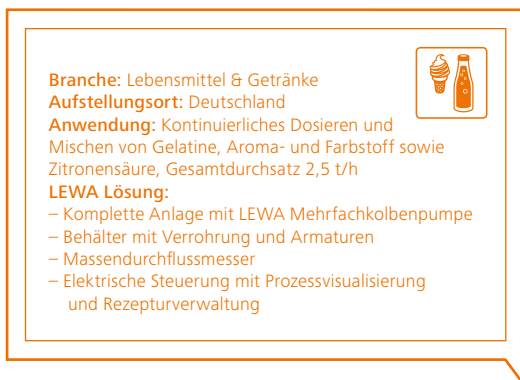 Branche: Lebensmittel & Getränke
Aufstellungsort: Deutschland
Anwendung: Kontinuierliches Dosieren und
Mischen von Gelatine, Aroma- und Farbstoff sowie
Zitronensäure, Gesamtdurchsatz 2,5 t/h
LEWA Lösung:
– Komplette Anlage mit LEWA Mehrfachkolbenpumpe
– Behälter mit Verrohrung und Armaturen
– Massendurchflussmesser
– Elektrische Steuerung mit Prozessvisualisierung
und Rezepturverwaltung